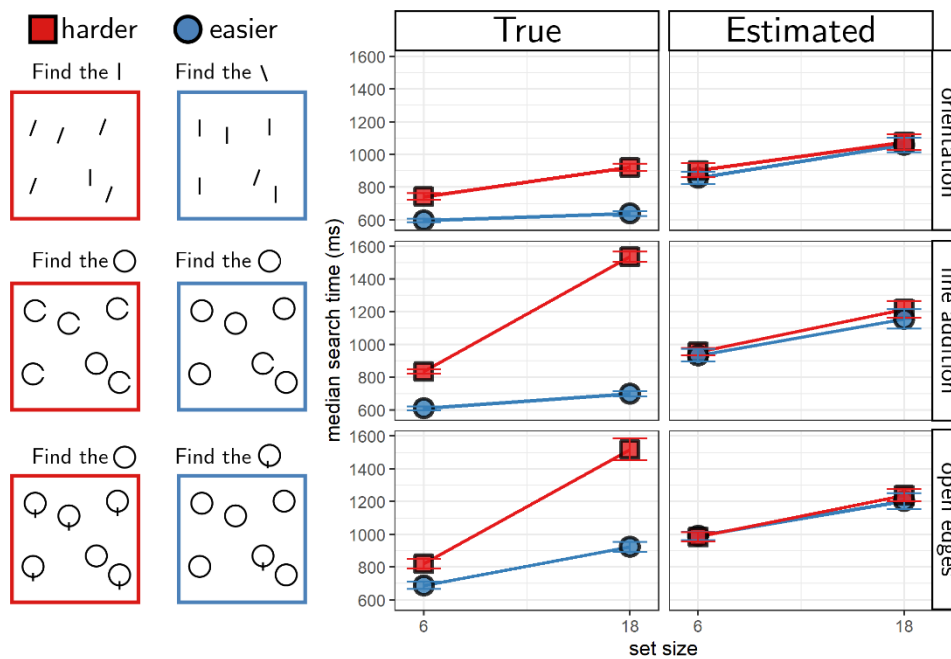 harder
easier
True
Estimated
Find the |
Find the \
Find the ○
Find the ○
Find the ○
Find the
median search time (ms)
1600
1400
1200
1000
800
600
1600
1400
1200
1000
800
600
1600
1400
1200
1000
800
600
orientation
line addition
open edges
6
18
6
18
set size